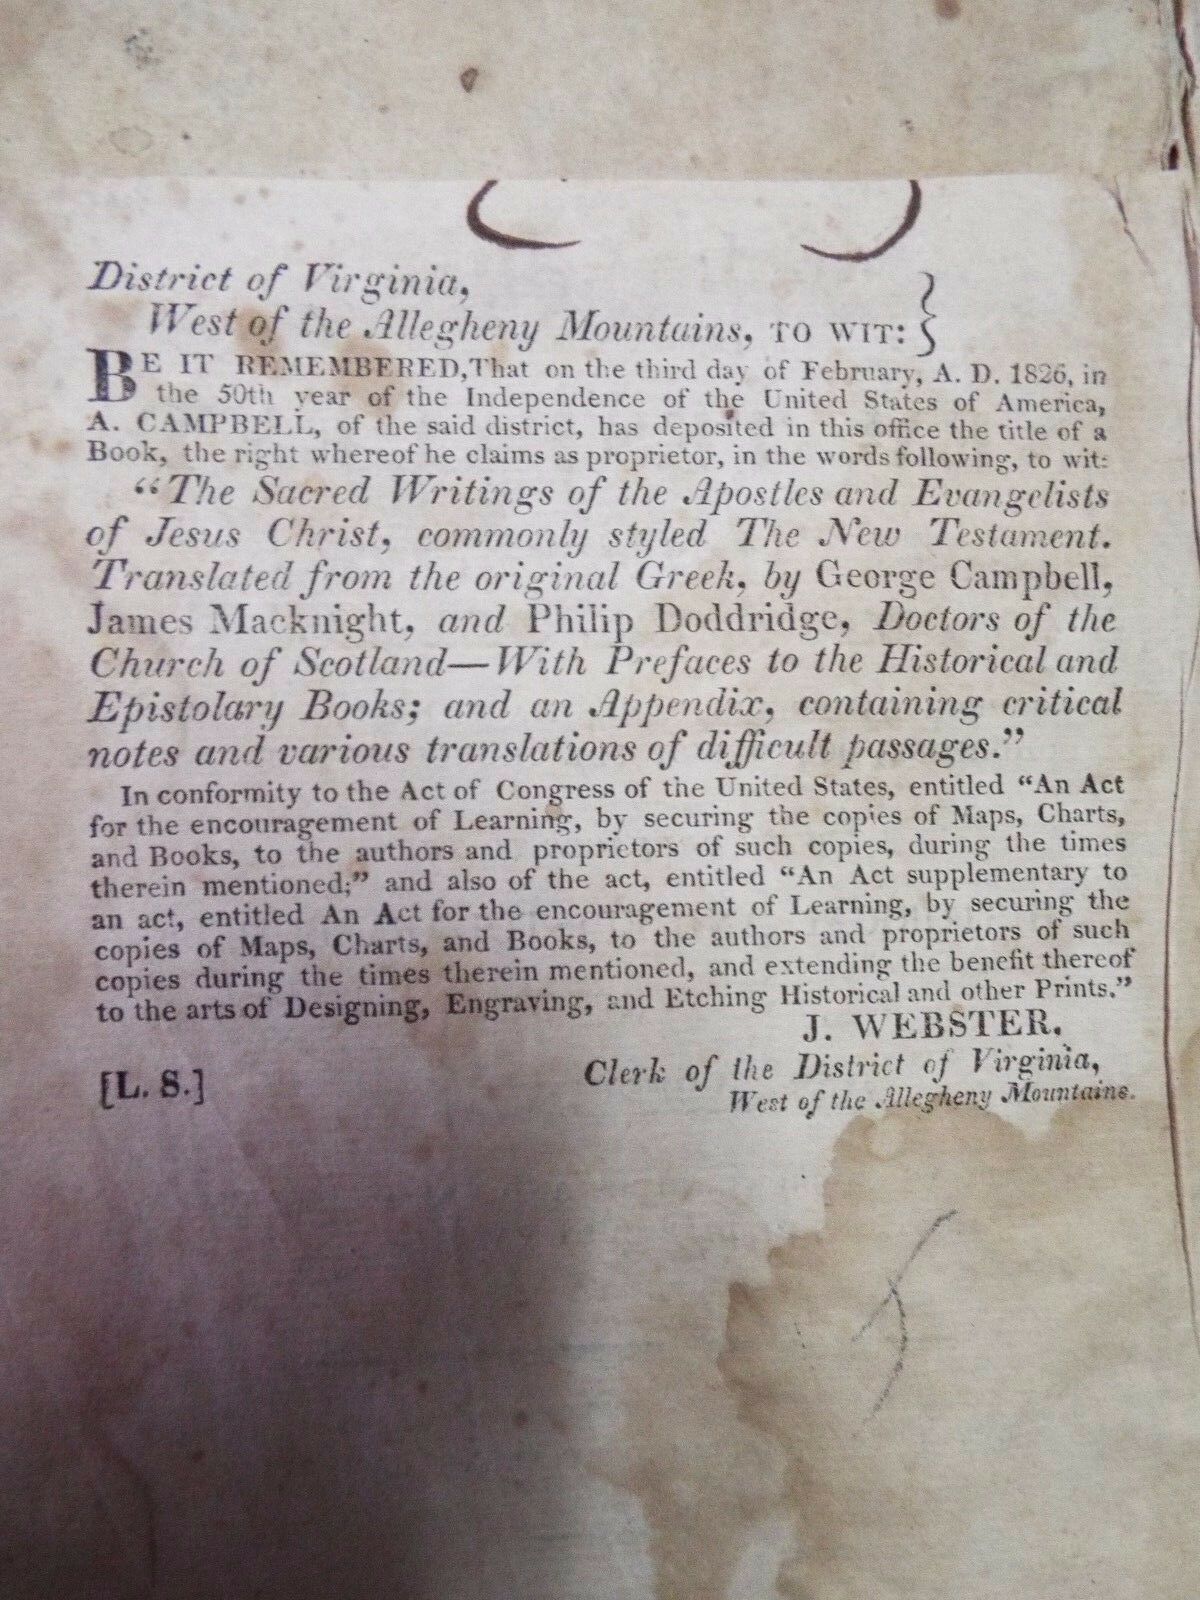 District of Virginia,
West of the Allegheny Mountains, TO WIT:
BE IT REMEMBERED, That on the third day of February, A. D. 1826, in
the 50th year of the Independence of the United States of America,
A. CAMPBELL, of the said district, has deposited in this office the title of a
Book, the right whereof he claims as proprietor, in the words following, to wit:
"The Sacred Writings of the Apostles and Evangelists
of Jesus Christ, commonly styled The New Testament.
Translated from the original Greek, by George Campbell,
James Macknight, and Philip Doddridge, Doctors of the
Church of Scotland—With Prefaces to the Historical and
Epistolary Books; and an Appendix, containing critical
notes and various translations of difficult passages."
In conformity to the Act of Congress of the United States, entitled "An Act
for the encouragement of Learning, by securing the copies of Maps, Charts,
and Books, to the authors and proprietors of such copies, during the times
therein mentioned;" and also of the act, entitled "An Act supplementary to
an act, entitled An Act for the encouragement of Learning, by securing the
copies of Maps, Charts, and Books, to the authors and proprietors of such
copies during the times therein mentioned, and extending the benefit thereof
to the arts of Designing, Engraving, and Etching Historical and other Prints."
J. WEBSTER.
[L. S.] Clerk of the District of Virginia,
West of the Allegheny Mountains.